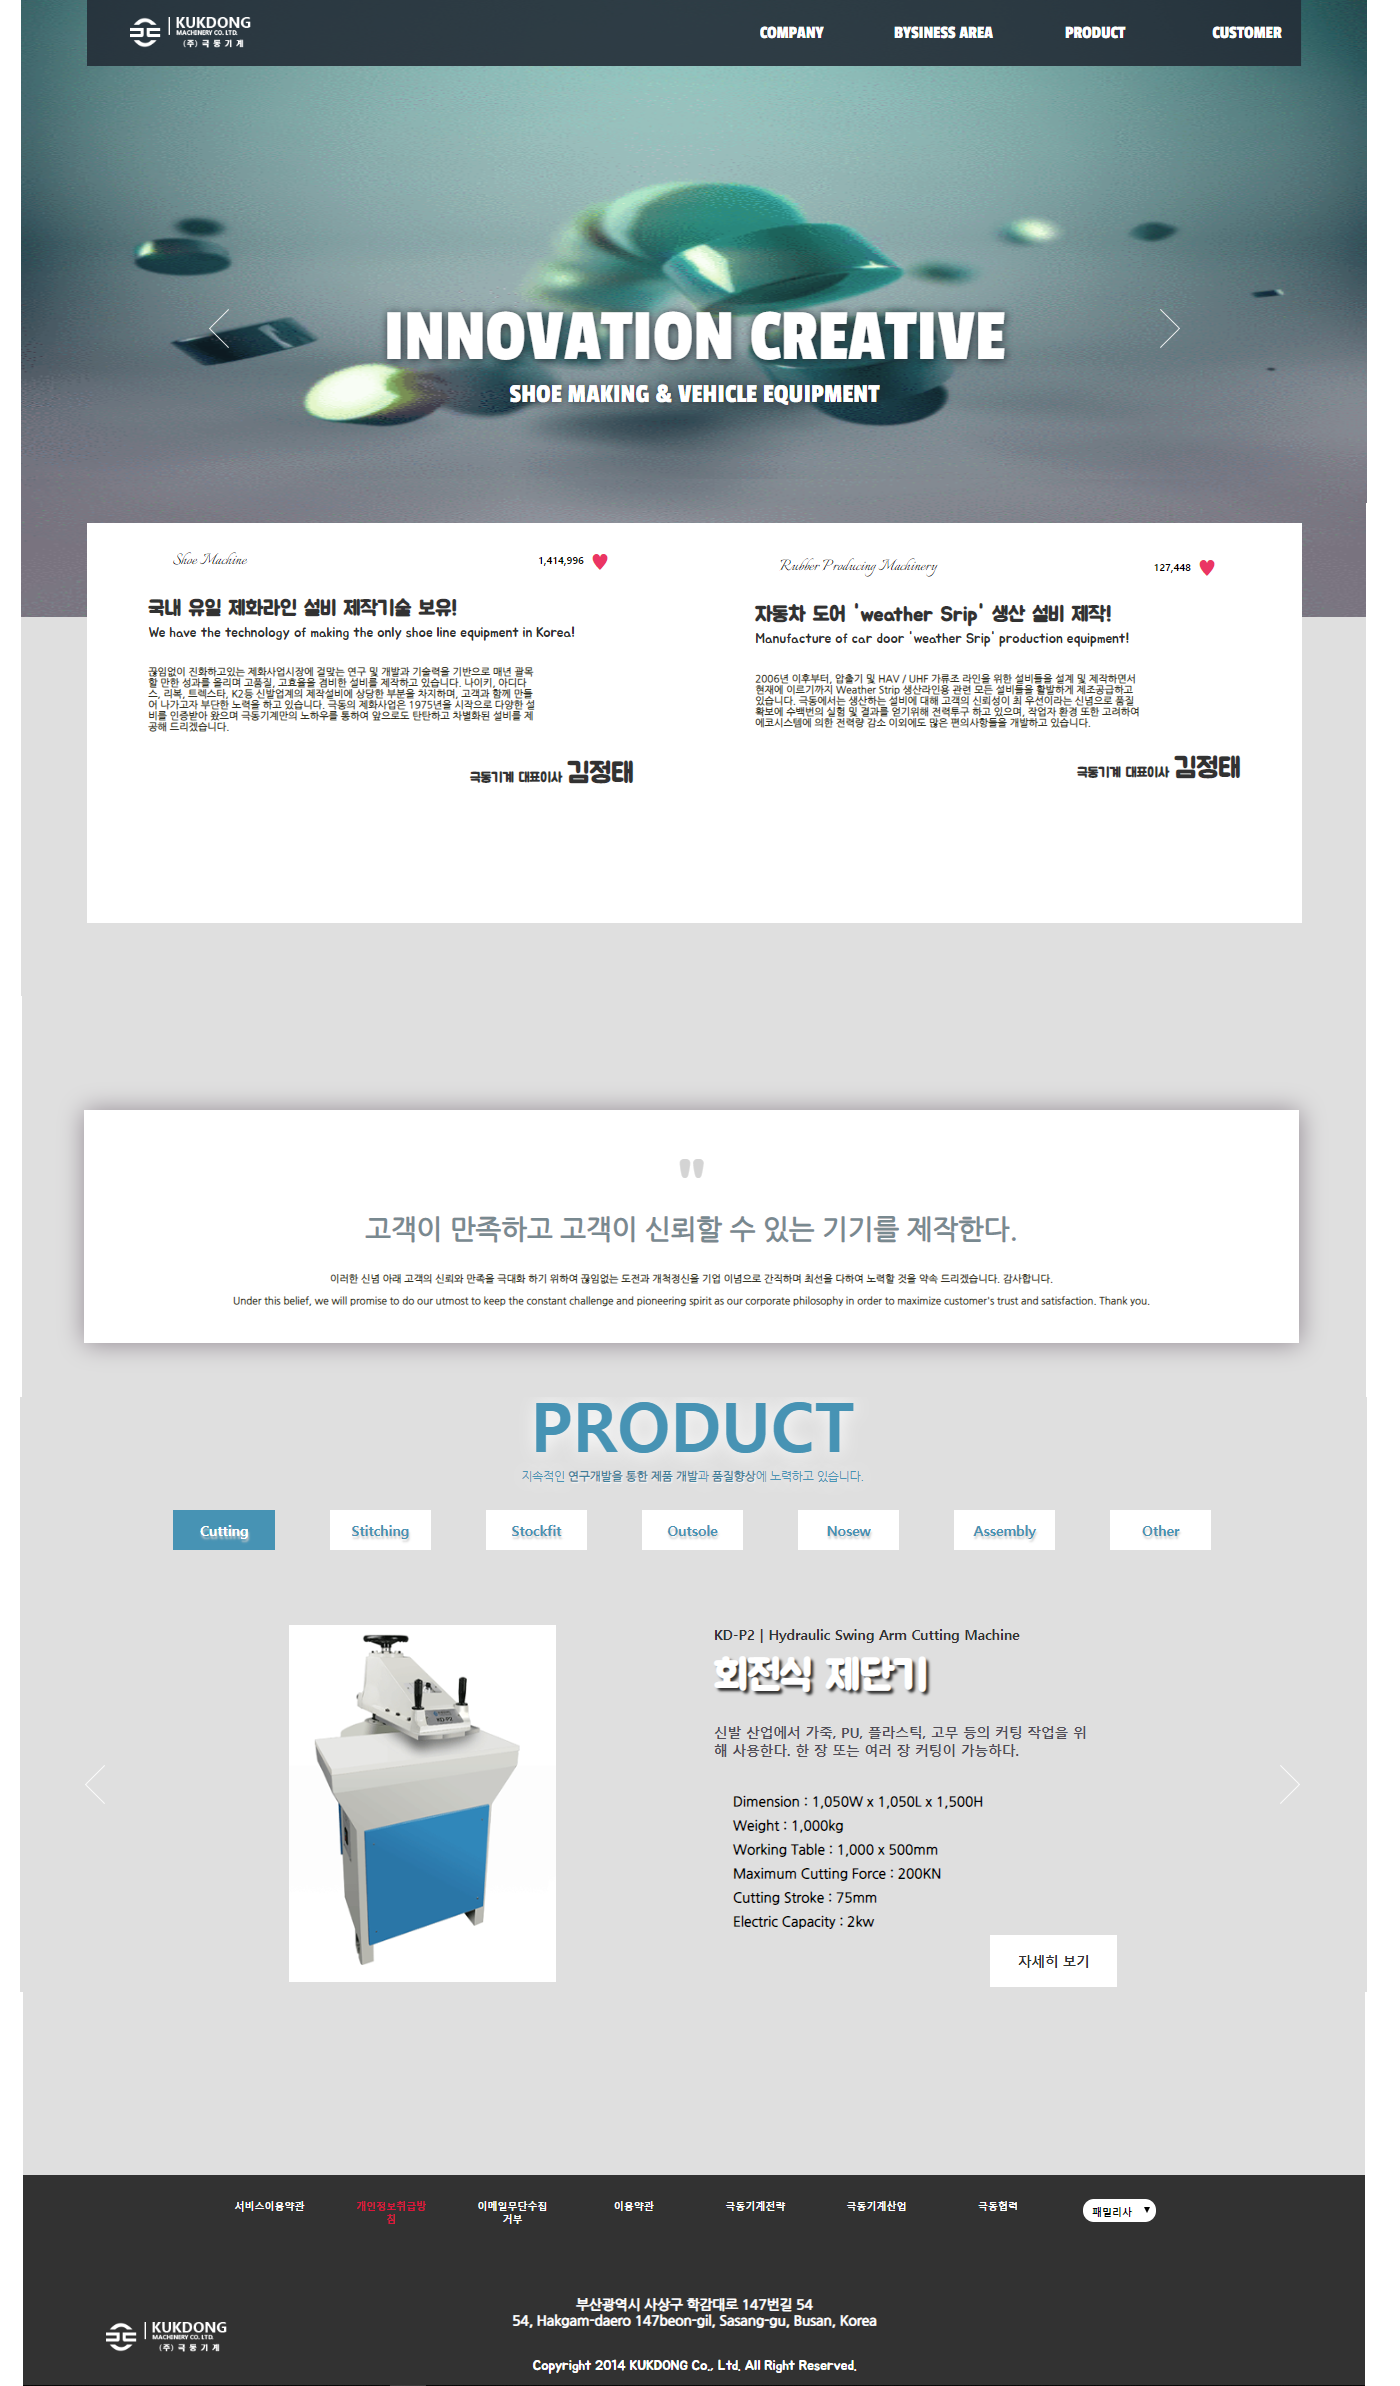 KUKDONG
MACHINERY CO. LTD.
(주) 극 동 기 계
COMPANY
BYSINESS AREA
PRODUCT
CUSTOMER
INNOVATION CREATIVE
SHOE MAKING & VEHICLE EQUIPMENT
Shoe Machine
1,414,996
국내 유일 제화라인 설비 제작기술 보유!
We have the technology of making the only shoe line equipment in Korea!
끊임없이 진화하고있는 제화사업시장에 걸맞는 연구 및 개발과 기술력을 기반으로 매년 괄목
할 만한 성과를 올리며 고품질, 고효율을 겸비한 설비를 제작하고 있습니다. 나이키, 아디다
스, 리복, 트렉스타, K2등 신발업계의 제작설비에 상당한 부분을 차지하며, 고객과 함께 만들
어 나가고자 부단한 노력을 하고 있습니다. 극동의 제화사업은 1975년을 시작으로 다양한 설
비를 인증받아 왔으며 극동기계만의 노하우를 통하여 앞으로도 탄탄하고 차별화된 설비를 제
공해 드리겠습니다.
극동기계 대표이사 김정태
Rubber Producing Machinery
127,448
자동차 도어 'weather Srip' 생산 설비 제작!
Manufacture of car door 'weather Srip' production equipment!
2006년 이후부터, 압출기 및 HAV / UHF 가류조 라인을 위한 설비들을 설계 및 제작하면서
현재에 이르기까지 Weather Strip 생산라인용 관련 모든 설비들을 활발하게 제조공급하고
있습니다. 극동에서는 생산하는 설비에 대해 고객의 신뢰성이 최 우선이라는 신념으로 품질
확보에 수백번의 실험 및 결과를 얻기위해 전력투구 하고 있으며, 작업자 환경 또한 고려하여
에코시스템에 의한 전력량 감소 이외에도 많은 편의사항들을 개발하고 있습니다.
극동기계 대표이사 김정태
"
고객이 만족하고 고객이 신뢰할 수 있는 기기를 제작한다.
이러한 신념 아래 고객의 신뢰와 만족을 극대화 하기 위하여 끊임없는 도전과 개척정신을 기업 이념으로 간직하며 최선을 다하여 노력할 것을 약속 드리겠습니다. 감사합니다.
Under this belief, we will promise to do our utmost to keep the constant challenge and pioneering spirit as our corporate philosophy in order to maximize customer's trust and satisfaction. Thank you.
PRODUCT
지속적인 연구개발을 통한 제품 개발과 품질향상에 노력하고 있습니다.
Cutting
Stitching
Stockfit
Outsole
Nosew
Assembly
Other
KD-P2
KD-P2 | Hydraulic Swing Arm Cutting Machine
회전식 제단기
신발 산업에서 가죽, PU, 플라스틱, 고무 등의 커팅 작업을 위
해 사용한다. 한 장 또는 여러 장 커팅이 가능하다.
Dimension : 1,050W x 1,050L x 1,500H
Weight : 1,000kg
Working Table : 1,000 x 500mm
Maximum Cutting Force : 200KN
Cutting Stroke : 75mm
Electric Capacity : 2kw
자세히 보기
서비스이용약관
개인정보취급방
침
이메일무단수집
거부
이용약관
극동기계전략
극동기계산업
극동협력
패밀리사 ▼
KUKDONG
MACHINERY CO. LTD.
(주) 극 동 기 계
부산광역시 사상구 학감대로 147번길 54
54, Hakgam-daero 147beon-gil, Sasang-gu, Busan, Korea
Copyright 2014 KUKDONG Co., Ltd. All Right Reserved.